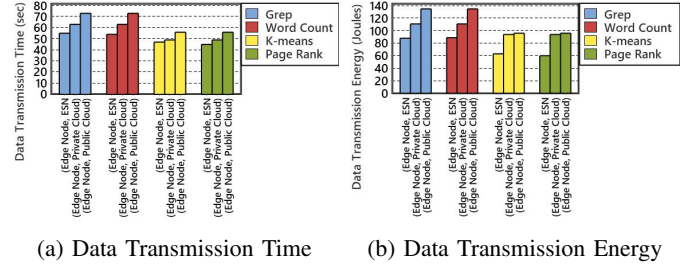 Data Transmission Time (sec)
80
70
60
50
40
30
20
10
0
(Edge Node, ESN)
(Edge Node, Private Cloud)
(Edge Node, Public Cloud)
(Edge Node, ESN)
(Edge Node, Private Cloud)
(Edge Node, Public Cloud)
(Edge Node, ESN)
(Edge Node, Private Cloud)
(Edge Node, Public Cloud)
(Edge Node, ESN)
(Edge Node, Private Cloud)
(Edge Node, Public Cloud)
Grep
Word Count
K-means
Page Rank
(a) Data Transmission Time
Data Transmission Energy (Joules)
140
120
100
80
60
40
20
0
(Edge Node, ESN)
(Edge Node, Private Cloud)
(Edge Node, Public Cloud)
(Edge Node, ESN)
(Edge Node, Private Cloud)
(Edge Node, Public Cloud)
(Edge Node, ESN)
(Edge Node, Private Cloud)
(Edge Node, Public Cloud)
(Edge Node, ESN)
(Edge Node, Private Cloud)
(Edge Node, Public Cloud)
Grep
Word Count
K-means
Page Rank
(b) Data Transmission Energy